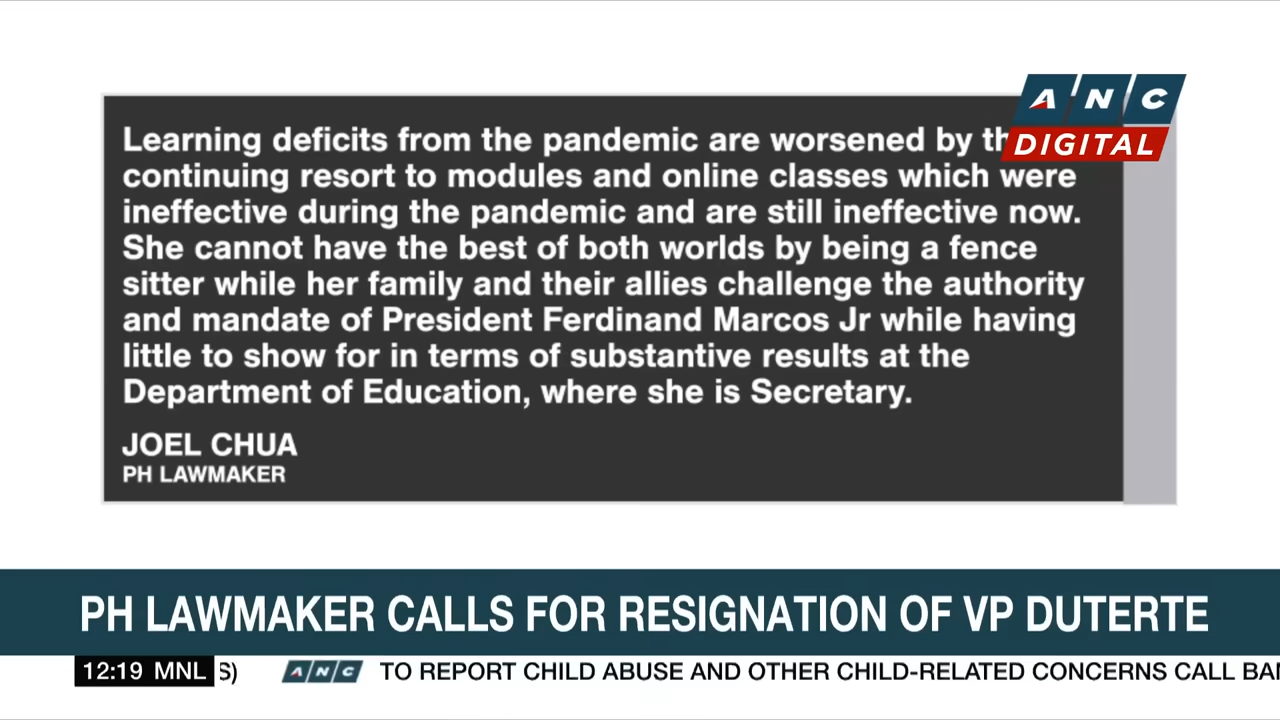 ANC
DIGITAL
Learning deficits from the pandemic are worsened by
continuing resort to modules and online classes which were
ineffective during the pandemic and are still ineffective now.
She cannot have the best of both worlds by being a fence
sitter while her family and their allies challenge the authority
and mandate of President Ferdinand Marcos Jr while having
little to show for in terms of substantive results at the
Department of Education, where she is Secretary.
JOEL CHUA
PH LAWMAKER
PH LAWMAKER CALLS FOR RESIGNATION OF VP DUTERTE
12:19 MNL S) ANC TO REPORT CHILD ABUSE AND OTHER CHILD-RELATED CONCERNS CALL